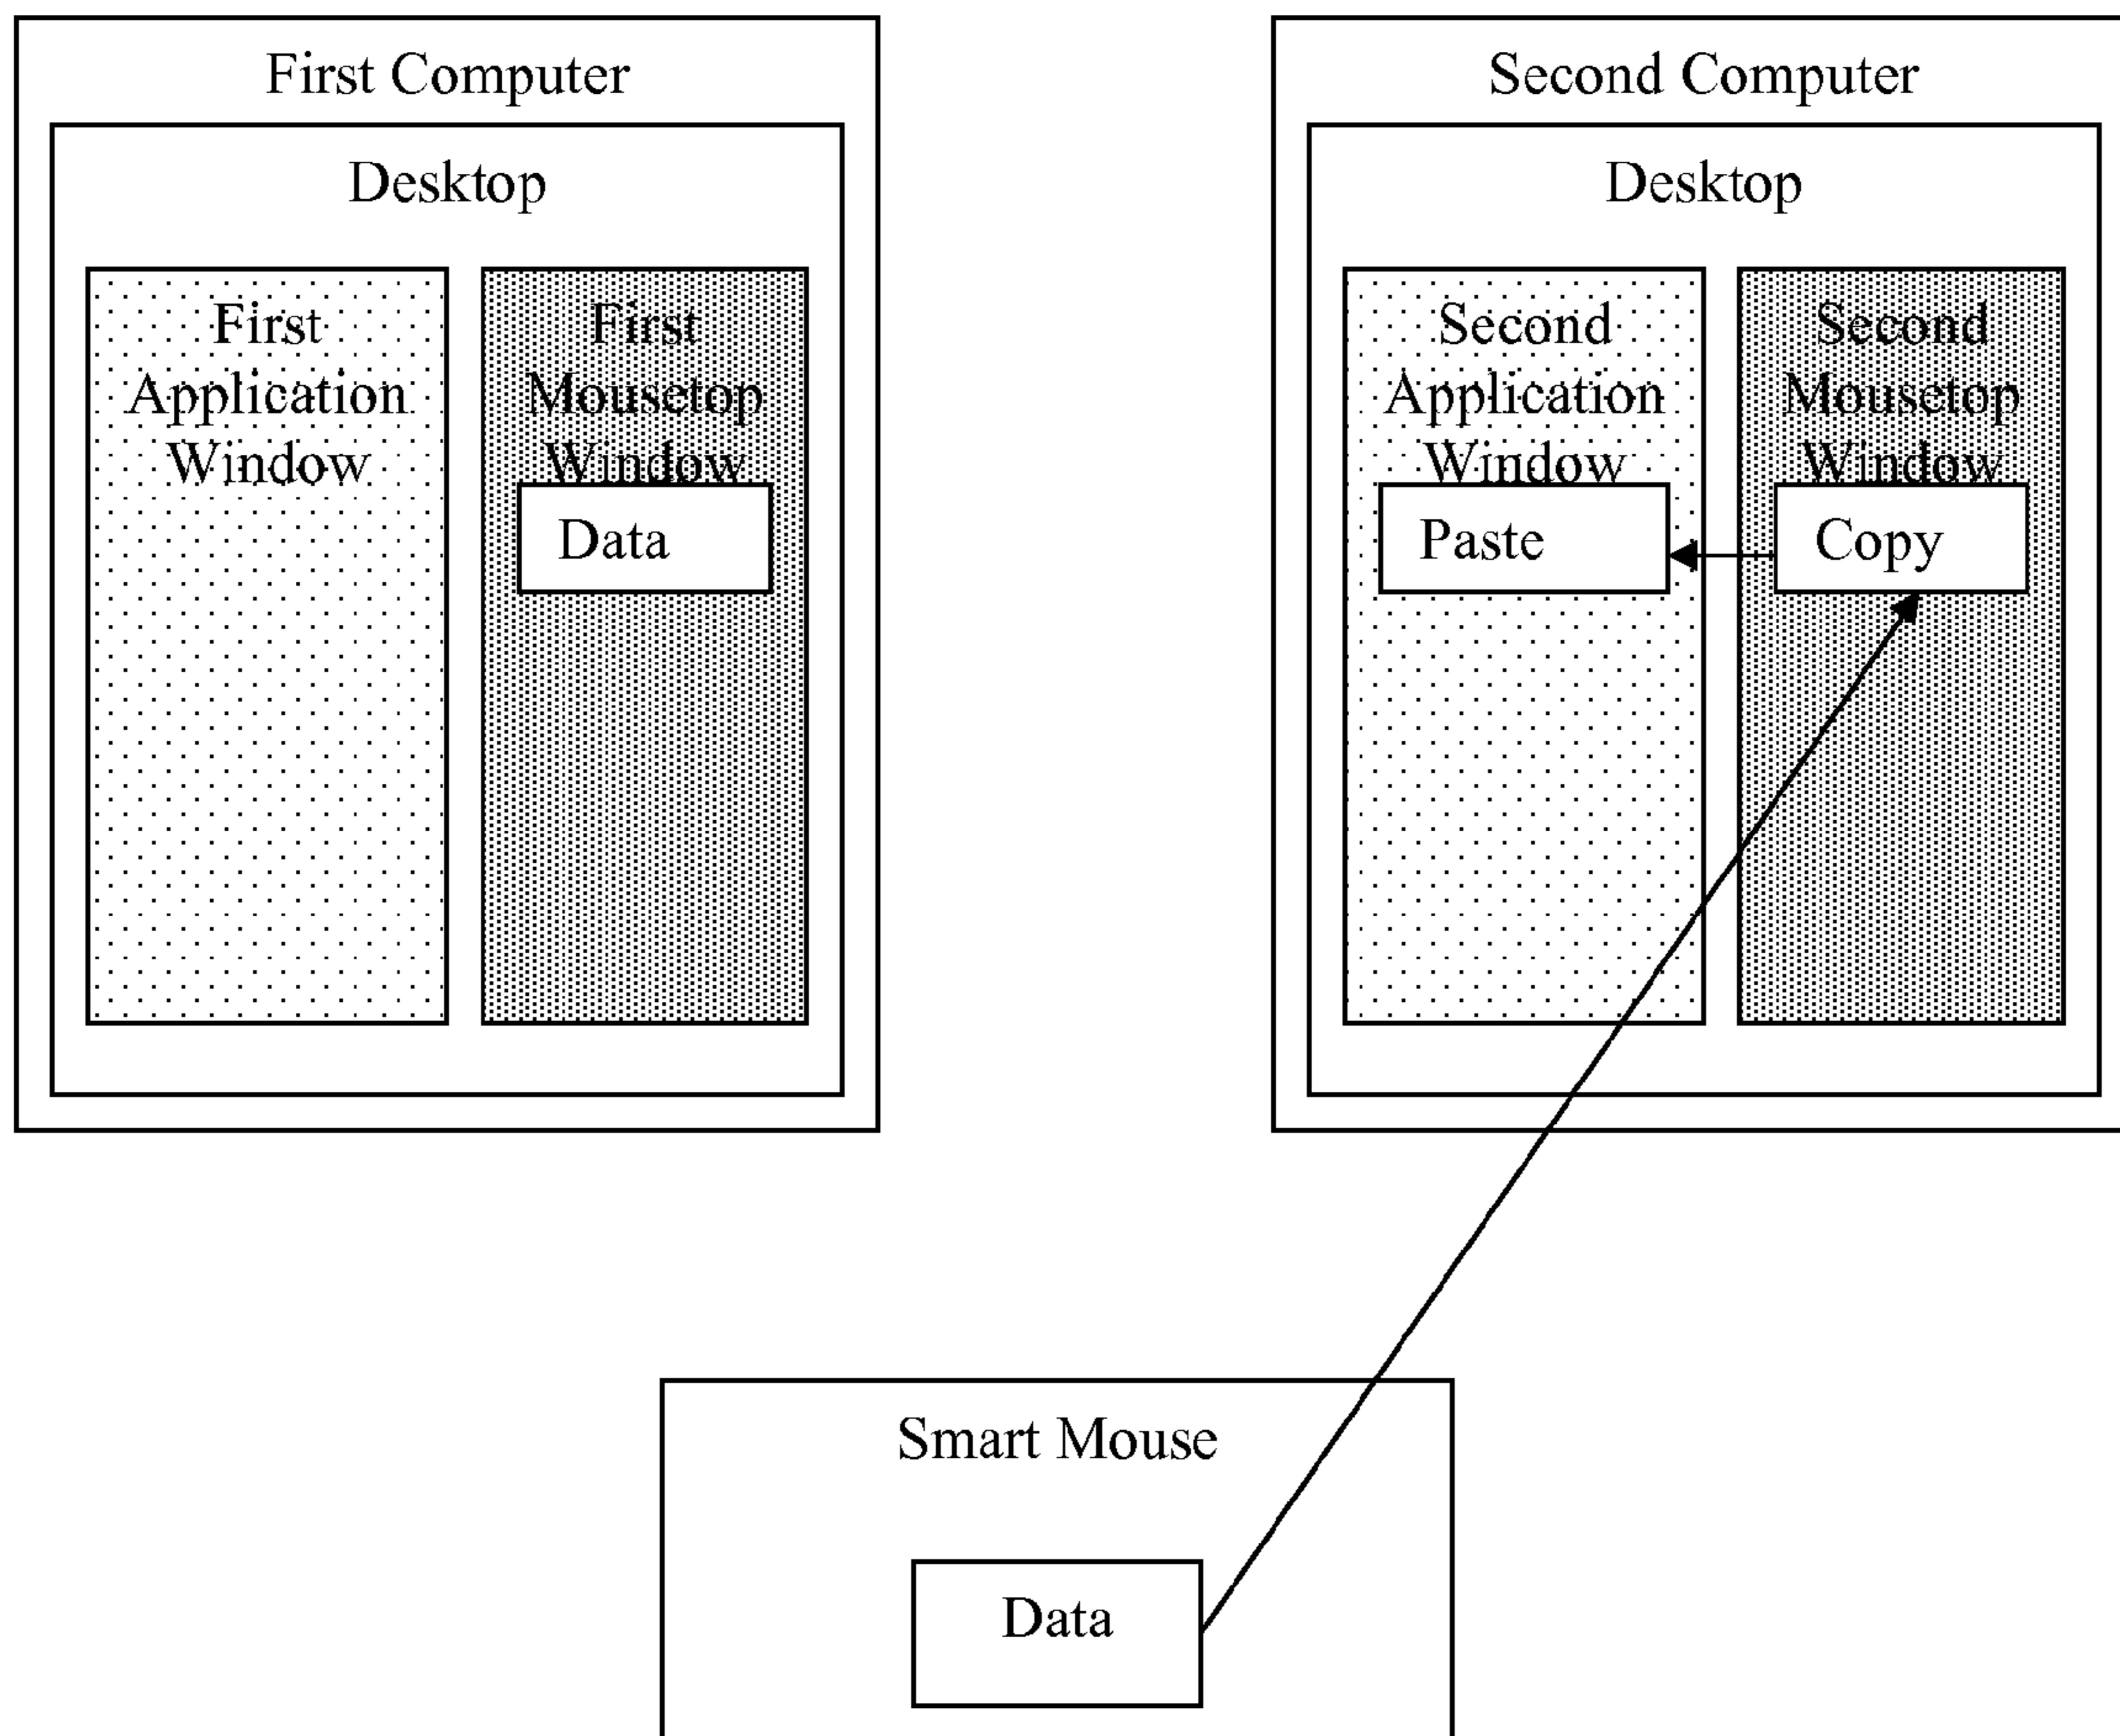 First Computer
Desktop
First
Application
Window
First
Mousetop
Window
Data
Second Computer
Desktop
Second
Application
Window
Paste
Second
Mousetop
Window
Copy
Smart Mouse
Data